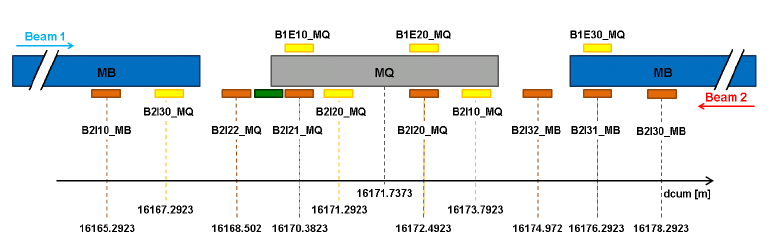 B1E10_MQ B1E20_MQ B1E30_MQ
Beam 1
MB MQ MB
Beam 2
B2I30_MQ B2I20_MQ B2I10_MQ
B2I10_MB B2I22_MQ B2I21_MQ B2I20_MQ B2I32_MB B2I31_MB B2I30_MB
16171.7373 dcum [m]
16167.2923 16171.2923 16173.7923
16165.2923 16168.502 16170.3823 16172.4923 16174.972 16176.2923 16178.2923